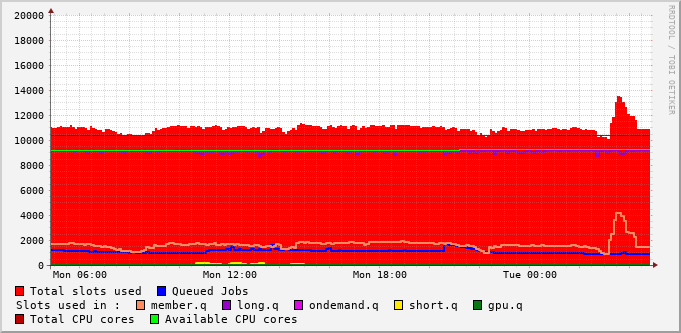 RRDTOOL / TOBI OETIKER
20000
18000
16000
14000
12000
10000
8000
6000
4000
2000
0
Mon 06:00 Mon 12:00 Mon 18:00 Tue 00:00
Total slots used Queued Jobs
Slots used in : member.q long.q ondemand.q short.q gpu.q
Total CPU cores Available CPU cores